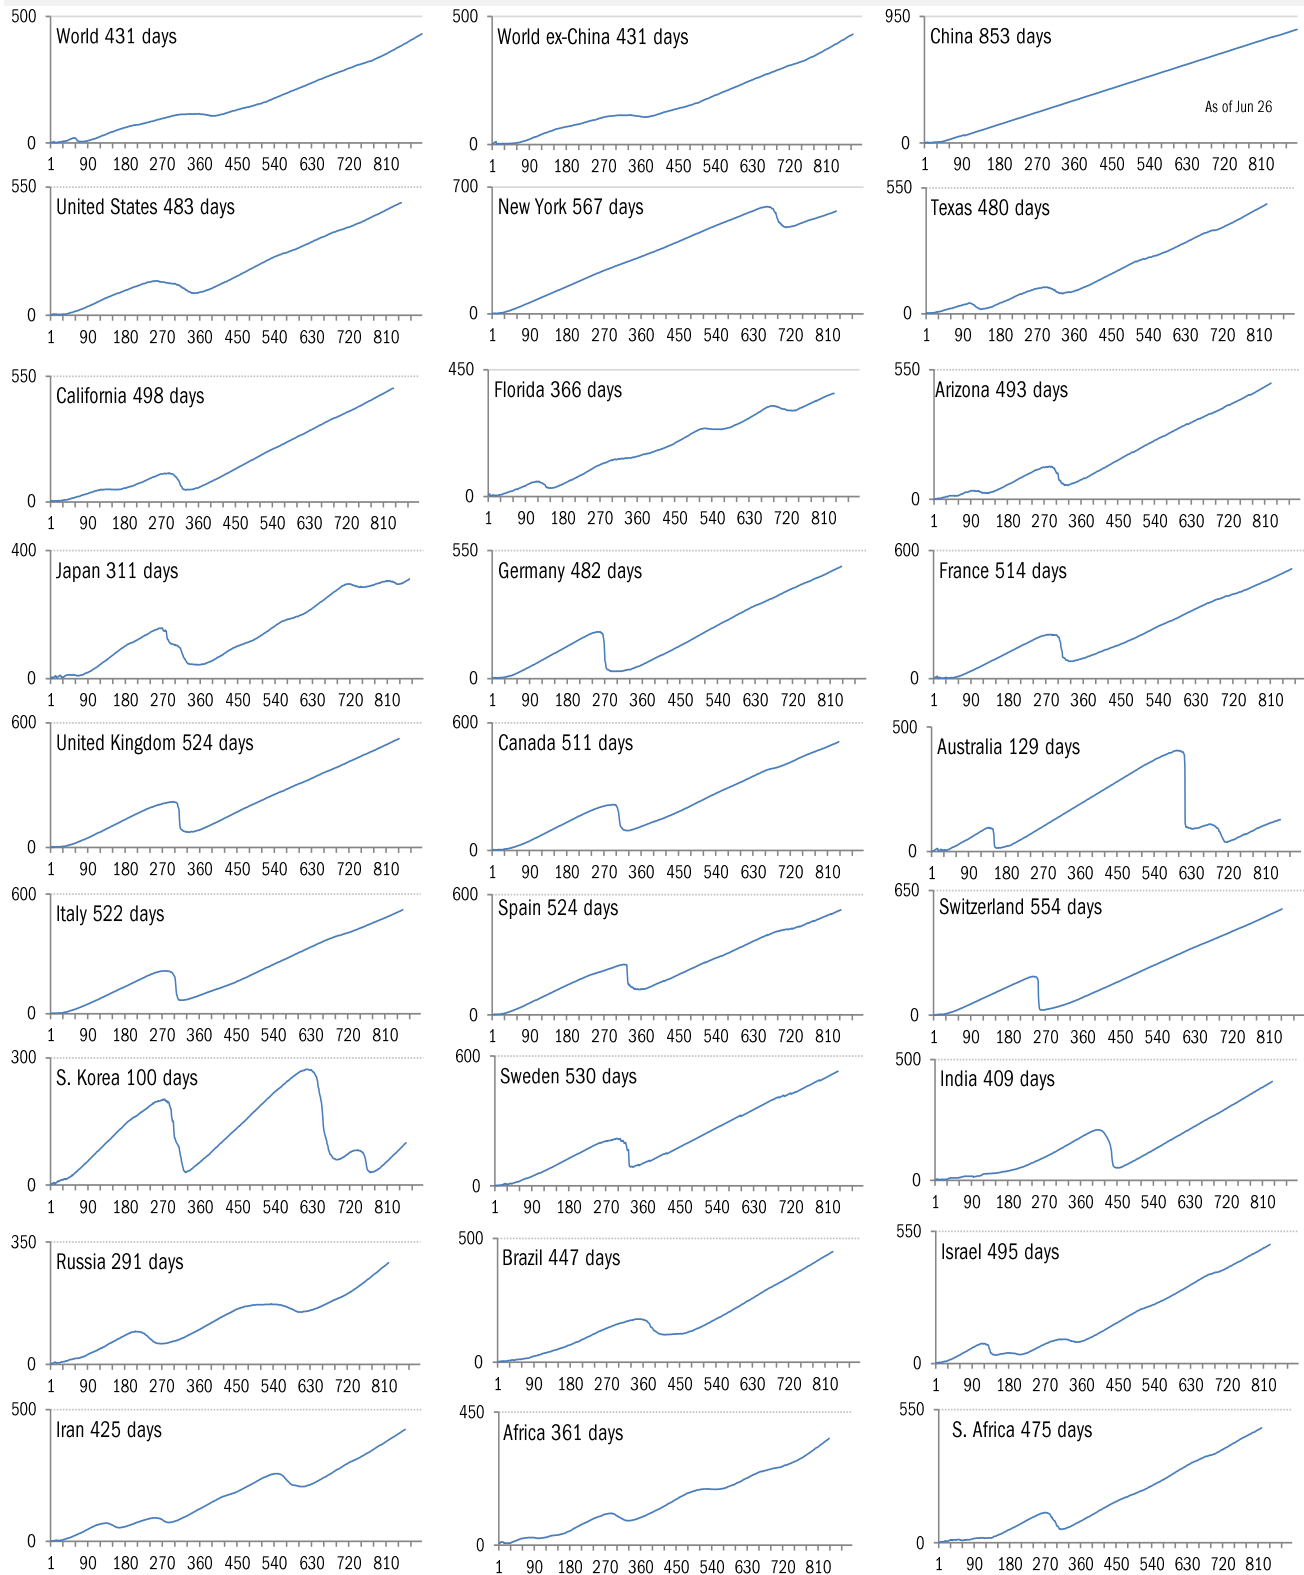 500
World 431 days
0
1 90 180 270 360 450 540 630 720 810
500
World ex-China 431 days
0
1 90 180 270 360 450 540 630 720 810
950
China 853 days
As of Jun 26
0
1 90 180 270 360 450 540 630 720 810
550
United States 483 days
0
1 90 180 270 360 450 540 630 720 810
700
New York 567 days
0
1 90 180 270 360 450 540 630 720 810
550
Texas 480 days
0
1 90 180 270 360 450 540 630 720 810
550
California 498 days
0
1 90 180 270 360 450 540 630 720 810
450
Florida 366 days
0
1 90 180 270 360 450 540 630 720 810
550
Arizona 493 days
0
1 90 180 270 360 450 540 630 720 810
400
Japan 311 days
0
1 90 180 270 360 450 540 630 720 810
550
Germany 482 days
0
1 90 180 270 360 450 540 630 720 810
600
France 514 days
0
1 90 180 270 360 450 540 630 720 810
600
United Kingdom 524 days
0
1 90 180 270 360 450 540 630 720 810
600
Canada 511 days
0
1 90 180 270 360 450 540 630 720 810
500
Australia 129 days
0
1 90 180 270 360 450 540 630 720 810
600
Italy 522 days
0
1 90 180 270 360 450 540 630 720 810
600
Spain 524 days
0
1 90 180 270 360 450 540 630 720 810
650
Switzerland 554 days
0
1 90 180 270 360 450 540 630 720 810
300
S. Korea 100 days
0
1 90 180 270 360 450 540 630 720 810
600
Sweden 530 days
0
1 90 180 270 360 450 540 630 720 810
500
India 409 days
0
1 90 180 270 360 450 540 630 720 810
350
Russia 291 days
0
1 90 180 270 360 450 540 630 720 810
500
Brazil 447 days
0
1 90 180 270 360 450 540 630 720 810
550
Israel 495 days
0
1 90 180 270 360 450 540 630 720 810
500
Iran 425 days
0
1 90 180 270 360 450 540 630 720 810
450
Africa 361 days
0
1 90 180 270 360 450 540 630 720 810
550
S. Africa 475 days
0
1 90 180 270 360 450 540 630 720 810